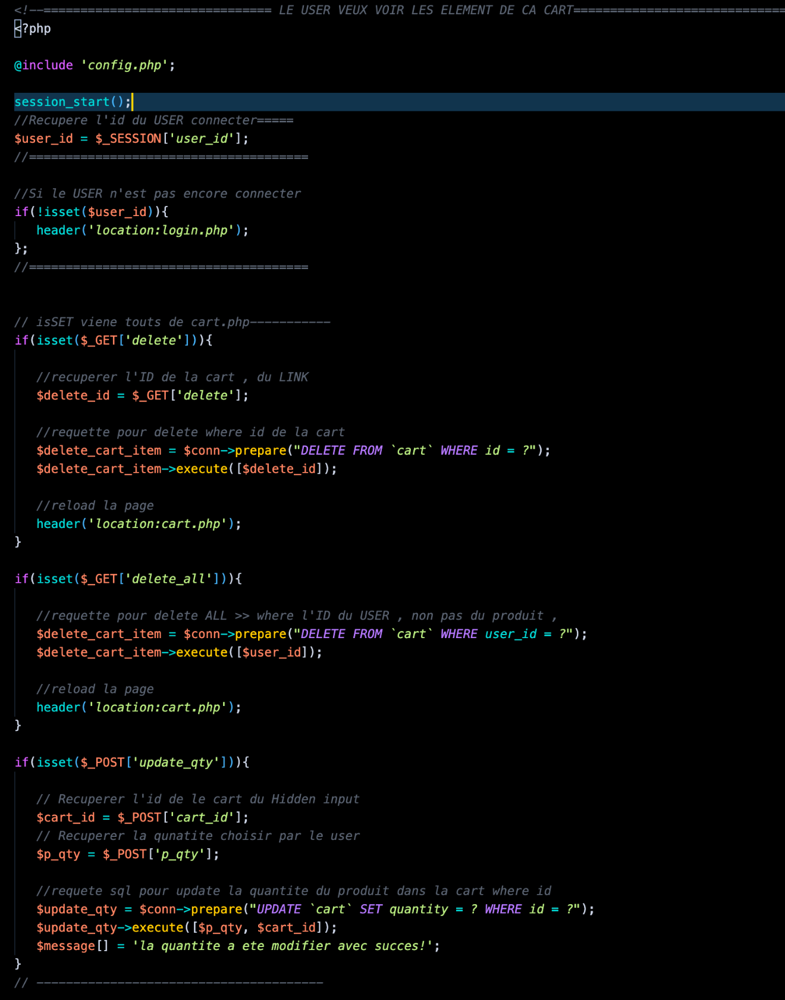 <!--=============================== LE USER VEUX VOIR LES ELEMENT DE CA CART=============================
<?php
@include 'config.php';
session_start();
//Recupere l'id du USER connecter=====
$user_id = $_SESSION['user_id'];
//======================================
//Si le USER n'est pas encore connecter
if(!isset($user_id)){
   header('location:login.php');
};
//======================================
// isSET viene touts de cart.php-----------
if(isset($_GET['delete'])){
   //recuperer l'ID de la cart , du LINK
   $delete_id = $_GET['delete'];
   //requette pour delete where id de la cart
   $delete_cart_item = $conn->prepare("DELETE FROM `cart` WHERE id = ?");
   $delete_cart_item->execute([$delete_id]);
   //reload la page
   header('location:cart.php');
}
if(isset($_GET['delete_all'])){
   //requette pour delete ALL >> where l'ID du USER , non pas du produit ,
   $delete_cart_item = $conn->prepare("DELETE FROM `cart` WHERE user_id = ?");
   $delete_cart_item->execute([$user_id]);
   //reload la page
   header('location:cart.php');
}
if(isset($_POST['update_qty'])){
   // Recuperer l'id de le cart du Hidden input
   $cart_id = $_POST['cart_id'];
   // Recuperer la qunatite choisir par le user
   $p_qty = $_POST['p_qty'];
   //requete sql pour update la quantite du produit dans la cart where id
   $update_qty = $conn->prepare("UPDATE `cart` SET quantity = ? WHERE id = ?");
   $update_qty->execute([$p_qty, $cart_id]);
   $message[] = 'la quantite a ete modifier avec succes!';
}
// ---------------------------------------